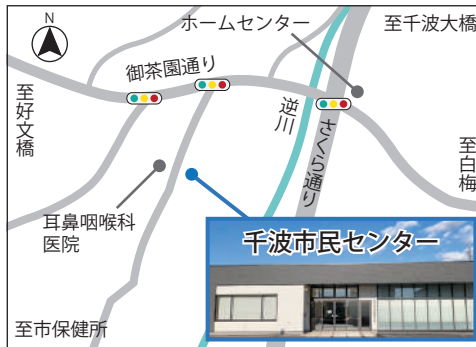 N
ホームセンター
至千波大橋
御茶園通り
至好文橋
逆川
さくら通り
至白梅
耳鼻咽喉科
医院
千波市民センター
至市保健所